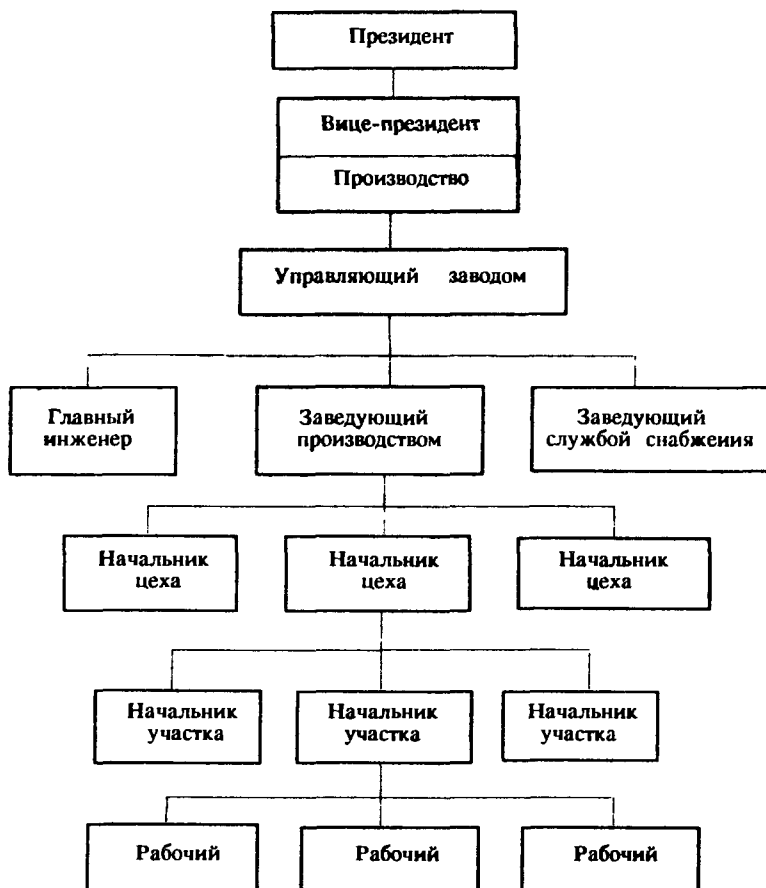 Президент
Вице-президент
Производство
Управляющий заводом
Главный
инженер
Заведующий
производством
Заведующий
службой снабжения
Начальник
цеха
Начальник
цеха
Начальник
цеха
Начальник
участка
Начальник
участка
Начальник
участка
Рабочий
Рабочий
Рабочий